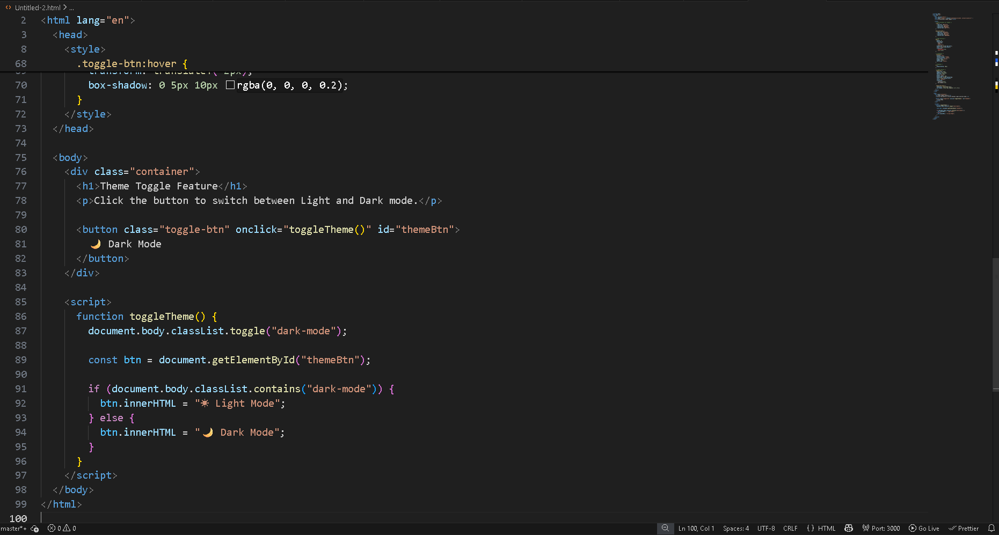 Untitled-2.html > ...
2 <html lang="en">
3 <head>
8 <style>
68 .toggle-btn:hover {
70 box-shadow: 0 5px 10px rgba(0, 0, 0, 0.2);
71 }
72 </style>
73 </head>
74
75 <body>
76 <div class="container">
77 <h1>Theme Toggle Feature</h1>
78 <p>Click the button to switch between Light and Dark mode.</p>
79
80 <button class="toggle-btn" onclick="toggleTheme()" id="themeBtn">
81 🌙 Dark Mode
82 </button>
83 </div>
84
85 <script>
86 function toggleTheme() {
87 document.body.classList.toggle("dark-mode");
88
89 const btn = document.getElementById("themeBtn");
90
91 if (document.body.classList.contains("dark-mode")) {
92 btn.innerHTML = "☀ Light Mode";
93 } else {
94 btn.innerHTML = "🌙 Dark Mode";
95 }
96 }
97 </script>
98 </body>
99 </html>
100
master*+ 0 0 Ln 100, Col 1 Spaces: 4 UTF-8 CRLF {} HTML Port: 3000 Go Live Prettier